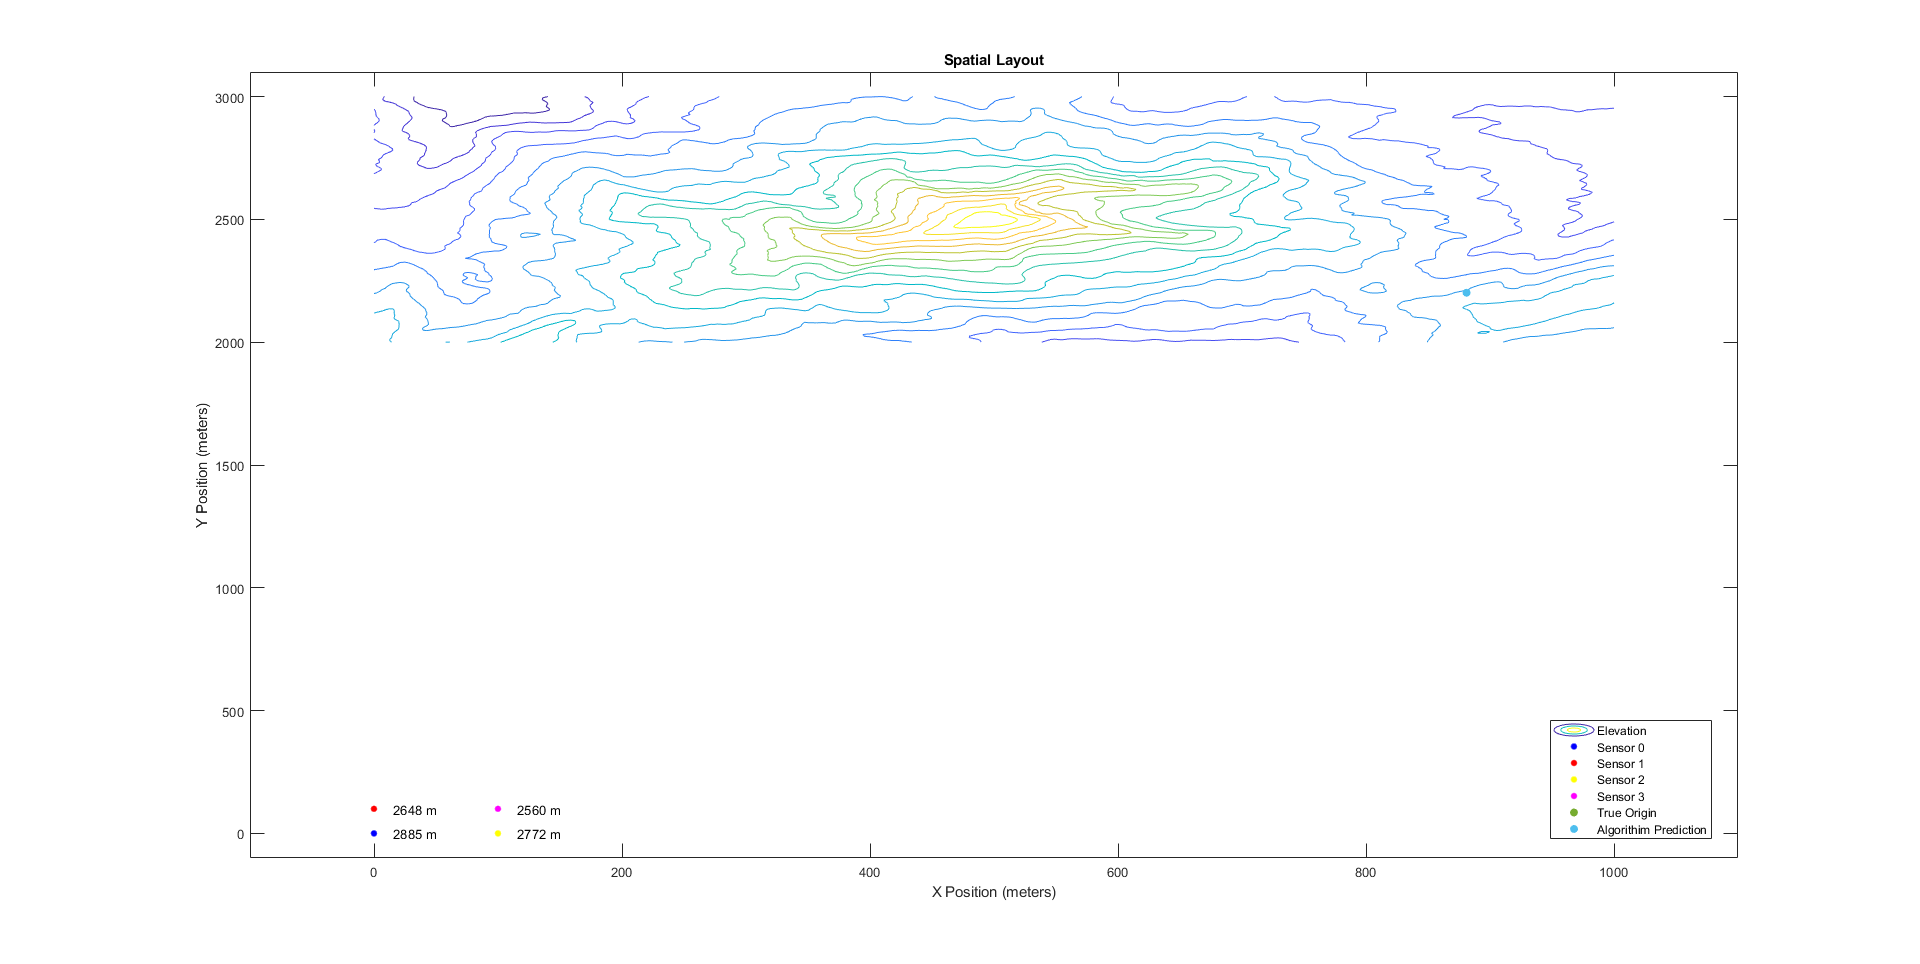 Spatial Layout
3000
2500
2000
1500
1000
500
0
Y Position (meters)
2648 m
2560 m
2885 m
2772 m
Elevation
Sensor 0
Sensor 1
Sensor 2
Sensor 3
True Origin
Algorithim Prediction
0
200
400
600
800
1000
X Position (meters)